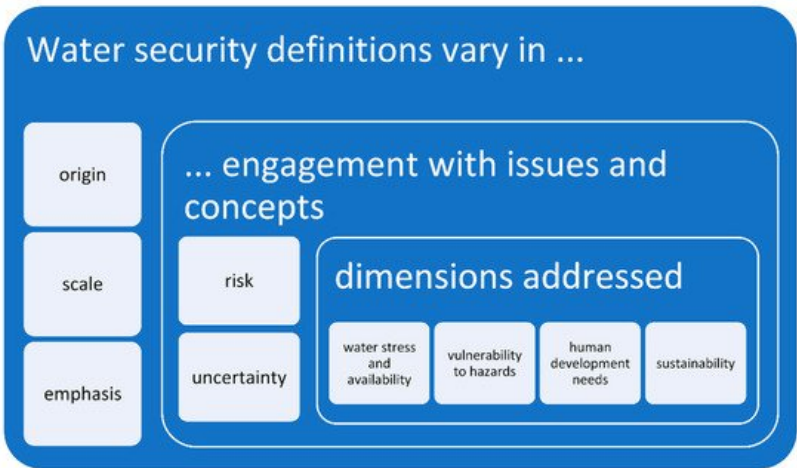 Water security definitions vary in ...
origin
scale
emphasis
... engagement with issues and
concepts
risk
uncertainty
dimensions addressed
water stress
and
availability
vulnerability
to hazards
human
development
needs
sustainability